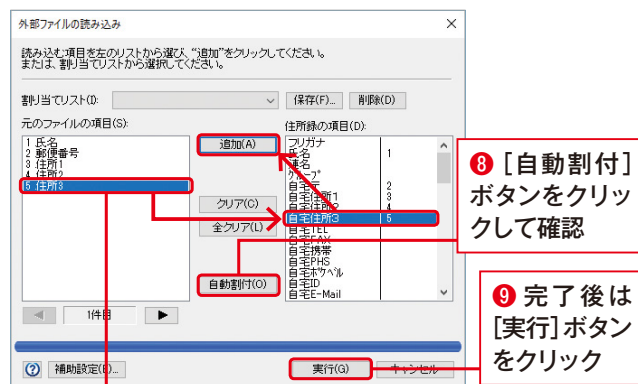 外部ファイルの読み込み
読み込む項目を左のリストから選び、“追加”をクリックしてください。
または、割り当てリストから選択してください。
割り当てリスト(I):
保存(F)... 削除(D)
元のファイルの項目(S):
住所録の項目(D):
1 氏名
2 郵便番号
3 住所1
4 住所2
5 住所3
追加(A)
クリア(C)
全クリア(L)
自動割付(O)
フリガナ
氏名 1
連名
グループ
自宅〒 2
自宅住所1 3
自宅住所2 4
自宅住所3 5
自宅TEL
自宅FAX
自宅携帯
自宅PHS
自宅ポケベル
自宅ID
自宅E-Mail
1件目
補助設定(E)...
実行(G)
キャンセル
❽[自動割付]
ボタンをクリッ
クして確認
❾完了後は
[実行]ボタン
をクリック